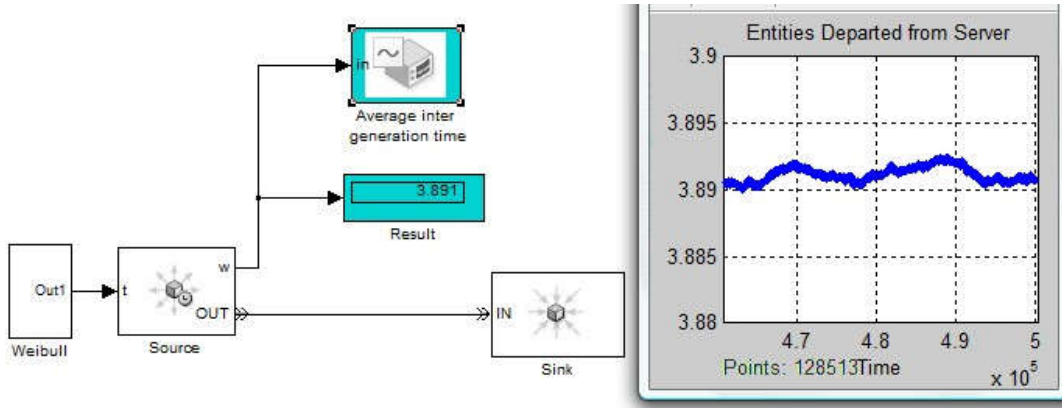 in
Average inter
generation time
3.891
Result
Out1
Weibull
t
w
OUT
Source
IN
Sink
Entities Departed from Server
3.9
3.895
3.89
3.885
3.88
4.7 4.8 4.9 5
Points: 128513Time
x 10^5